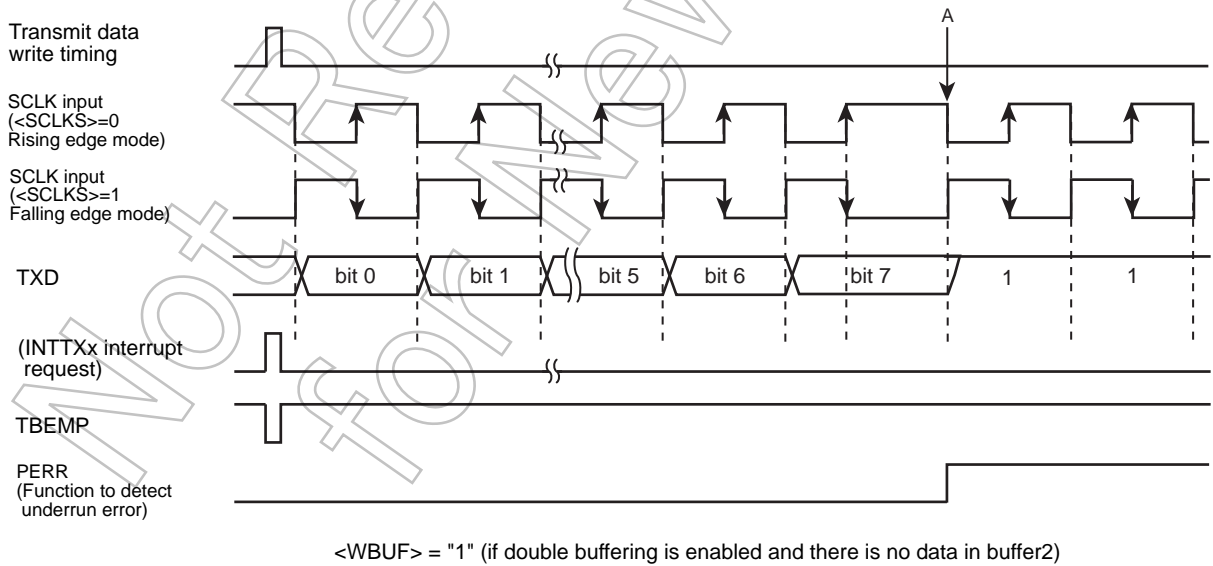 A
Transmit data
write timing
SCLK input
(<SCLKS>=0
Rising edge mode)
SCLK input
(<SCLKS>=1
Falling edge mode)
TXD
bit 0
bit 1
bit 5
bit 6
bit 7
1
1
(INTTXx interrupt
request)
TBEMP
PERR
(Function to detect
underrun error)
<WBUF> = "1" (if double buffering is enabled and there is no data in buffer2)